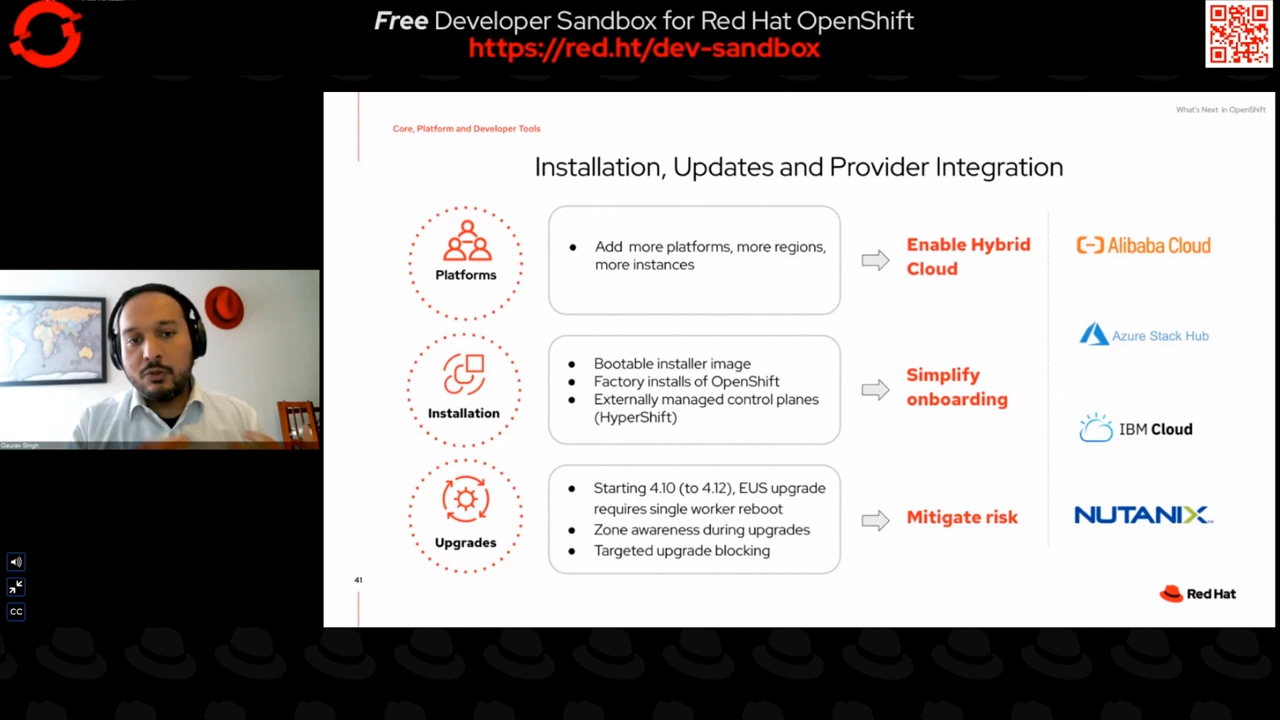 Free Developer Sandbox for Red Hat OpenShift
https://red.ht/dev-sandbox
What's Next in OpenShift
Core, Platform and Developer Tools
Installation, Updates and Provider Integration
Platforms
● Add more platforms, more regions,
more instances
Enable Hybrid
Cloud
Alibaba Cloud
Azure Stack Hub
Installation
● Bootable installer image
● Factory installs of OpenShift
● Externally managed control planes
(HyperShift)
Simplify
onboarding
IBM Cloud
Upgrades
● Starting 4.10 (to 4.12), EUS upgrade
requires single worker reboot
● Zone awareness during upgrades
● Targeted upgrade blocking
Mitigate risk
NUTANIX
41
Red Hat
Gaurav Singh
CC